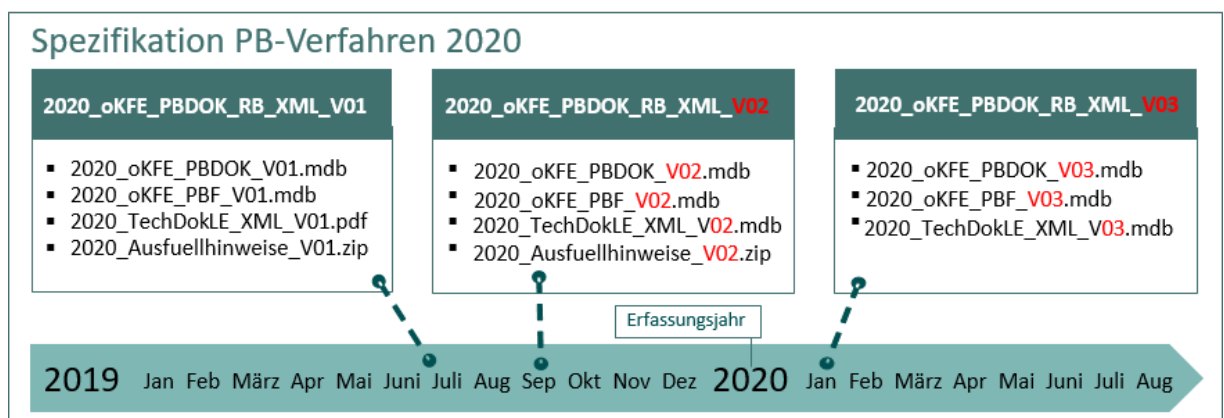 Spezifikation PB-Verfahren 2020
2020_oKFE_PBDOK_RB_XML_V01
▪ 2020_oKFE_PBDOK_V01.mdb
▪ 2020_oKFE_PBF_V01.mdb
▪ 2020_TechDokLE_XML_V01.pdf
▪ 2020_Ausfuellhinweise_V01.zip
2020_oKFE_PBDOK_RB_XML_V02
▪ 2020_oKFE_PBDOK_V02.mdb
▪ 2020_oKFE_PBF_V02.mdb
▪ 2020_TechDokLE_XML_V02.mdb
▪ 2020_Ausfuellhinweise_V02.zip
2020_oKFE_PBDOK_RB_XML_V03
▪ 2020_oKFE_PBDOK_V03.mdb
▪ 2020_oKFE_PBF_V03.mdb
▪ 2020_TechDokLE_XML_V03.mdb
Erfassungsjahr
2019 Jan Feb März Apr Mai Juni Juli Aug Sep Okt Nov Dez 2020 Jan Feb März Apr Mai Juni Juli Aug